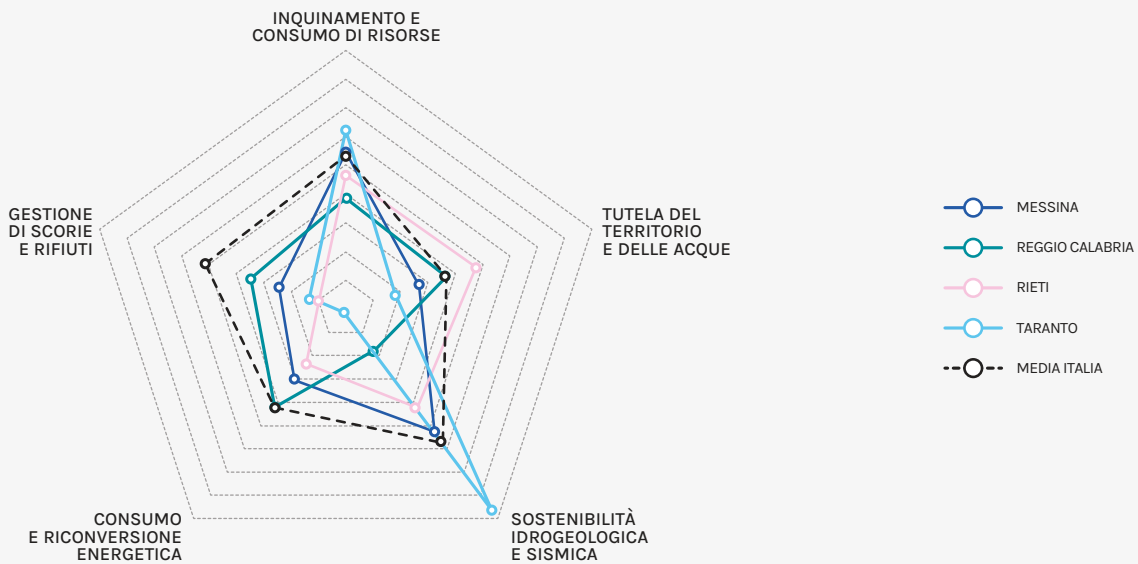 INQUINAMENTO E
CONSUMO DI RISORSE
GESTIONE
DI SCORIE
E RIFIUTI
TUTELA DEL
TERRITORIO
E DELLE ACQUE
CONSUMO
E RICONVERSIONE
ENERGETICA
SOSTENIBILITÀ
IDROGEOLOGICA
E SISMICA
MESSINA
REGGIO CALABRIA
RIETI
TARANTO
MEDIA ITALIA